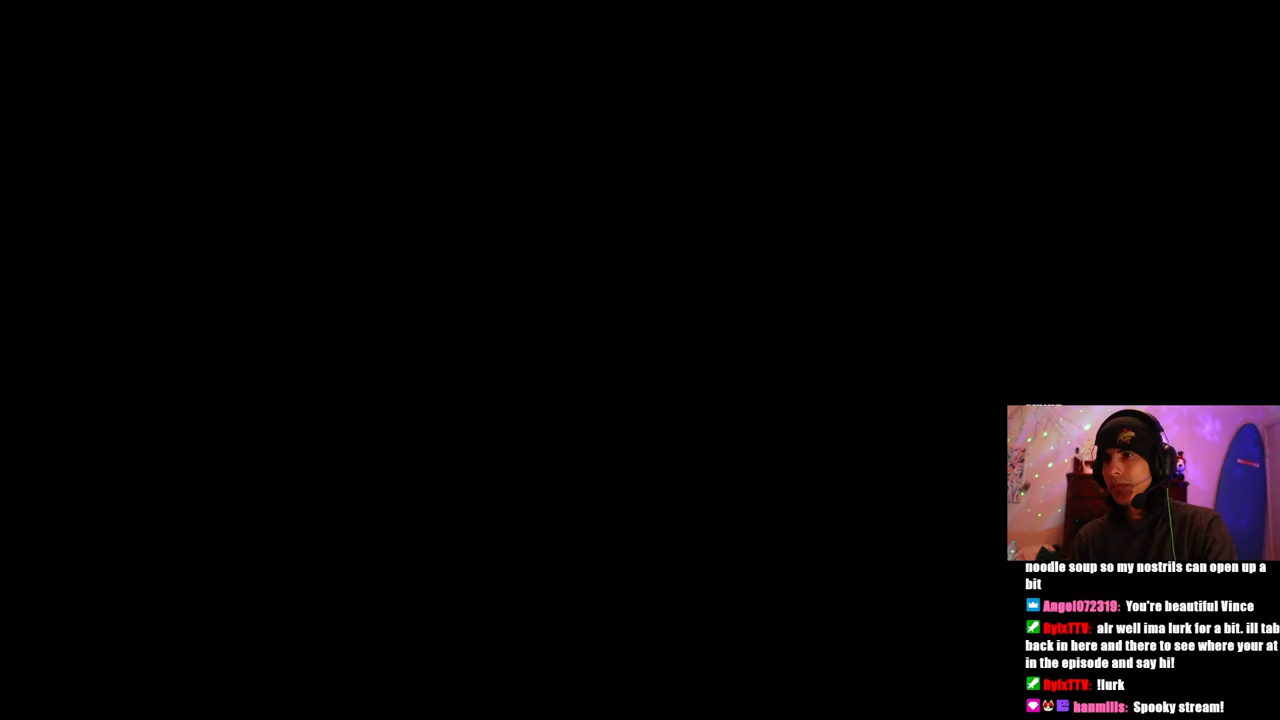 noodle soup so my nostrils can open up a
bit
Angel072319: You're beautiful Vince
alr well ima lurk for a bit. ill tab
back in here and there to see where your at
in the episode and say hi!
!lurk
hanmills: Spooky stream!